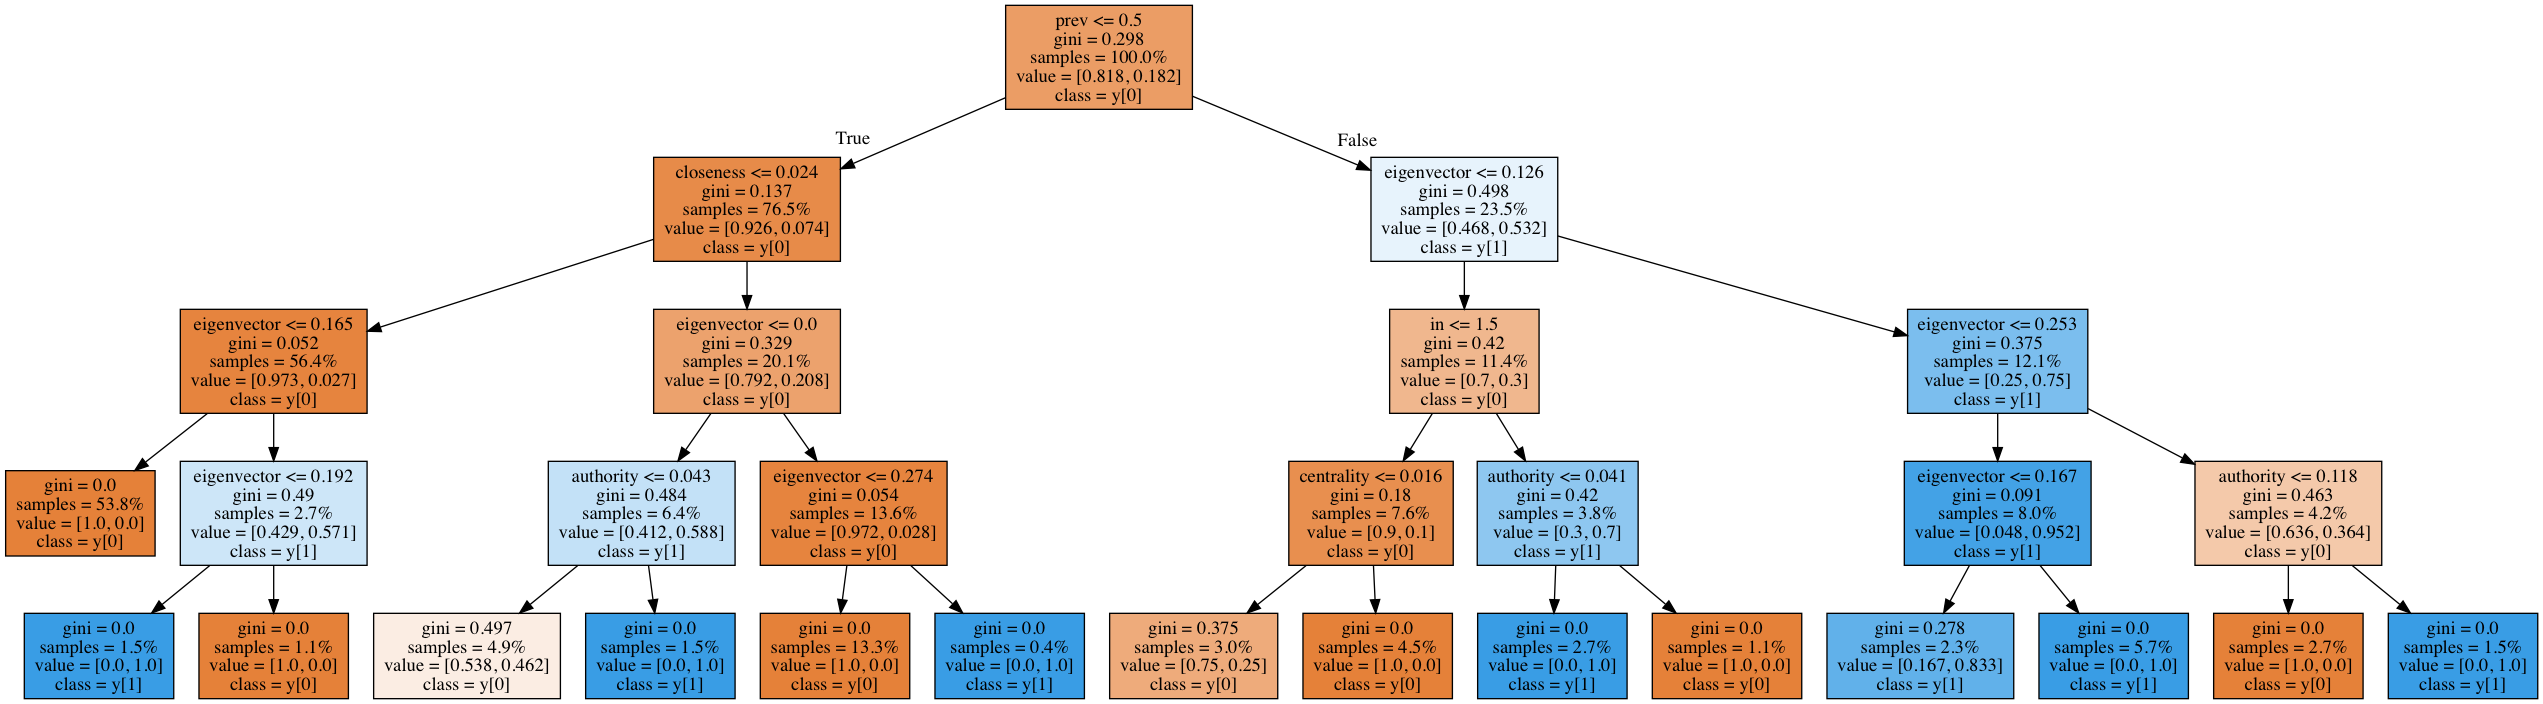 prev <= 0.5
gini = 0.298
samples = 100.0%
value = [0.818, 0.182]
class = y[0]
True
False
closeness <= 0.024
gini = 0.137
samples = 76.5%
value = [0.926, 0.074]
class = y[0]
eigenvector <= 0.126
gini = 0.498
samples = 23.5%
value = [0.468, 0.532]
class = y[1]
eigenvector <= 0.165
gini = 0.052
samples = 56.4%
value = [0.973, 0.027]
class = y[0]
eigenvector <= 0.0
gini = 0.329
samples = 20.1%
value = [0.792, 0.208]
class = y[0]
in <= 1.5
gini = 0.42
samples = 11.4%
value = [0.7, 0.3]
class = y[0]
eigenvector <= 0.253
gini = 0.375
samples = 12.1%
value = [0.25, 0.75]
class = y[1]
gini = 0.0
samples = 53.8%
value = [1.0, 0.0]
class = y[0]
eigenvector <= 0.192
gini = 0.49
samples = 2.7%
value = [0.429, 0.571]
class = y[1]
authority <= 0.043
gini = 0.484
samples = 6.4%
value = [0.412, 0.588]
class = y[1]
eigenvector <= 0.274
gini = 0.054
samples = 13.6%
value = [0.972, 0.028]
class = y[0]
centrality <= 0.016
gini = 0.18
samples = 7.6%
value = [0.9, 0.1]
class = y[0]
authority <= 0.041
gini = 0.42
samples = 3.8%
value = [0.3, 0.7]
class = y[1]
eigenvector <= 0.167
gini = 0.091
samples = 8.0%
value = [0.048, 0.952]
class = y[1]
authority <= 0.118
gini = 0.463
samples = 4.2%
value = [0.636, 0.364]
class = y[0]
gini = 0.0
samples = 1.5%
value = [0.0, 1.0]
class = y[1]
gini = 0.0
samples = 1.1%
value = [1.0, 0.0]
class = y[0]
gini = 0.497
samples = 4.9%
value = [0.538, 0.462]
class = y[0]
gini = 0.0
samples = 1.5%
value = [0.0, 1.0]
class = y[1]
gini = 0.0
samples = 13.3%
value = [1.0, 0.0]
class = y[0]
gini = 0.0
samples = 0.4%
value = [0.0, 1.0]
class = y[1]
gini = 0.375
samples = 3.0%
value = [0.75, 0.25]
class = y[0]
gini = 0.0
samples = 4.5%
value = [1.0, 0.0]
class = y[0]
gini = 0.0
samples = 2.7%
value = [0.0, 1.0]
class = y[1]
gini = 0.0
samples = 1.1%
value = [1.0, 0.0]
class = y[0]
gini = 0.278
samples = 2.3%
value = [0.167, 0.833]
class = y[1]
gini = 0.0
samples = 5.7%
value = [0.0, 1.0]
class = y[1]
gini = 0.0
samples = 2.7%
value = [1.0, 0.0]
class = y[0]
gini = 0.0
samples = 1.5%
value = [0.0, 1.0]
class = y[1]